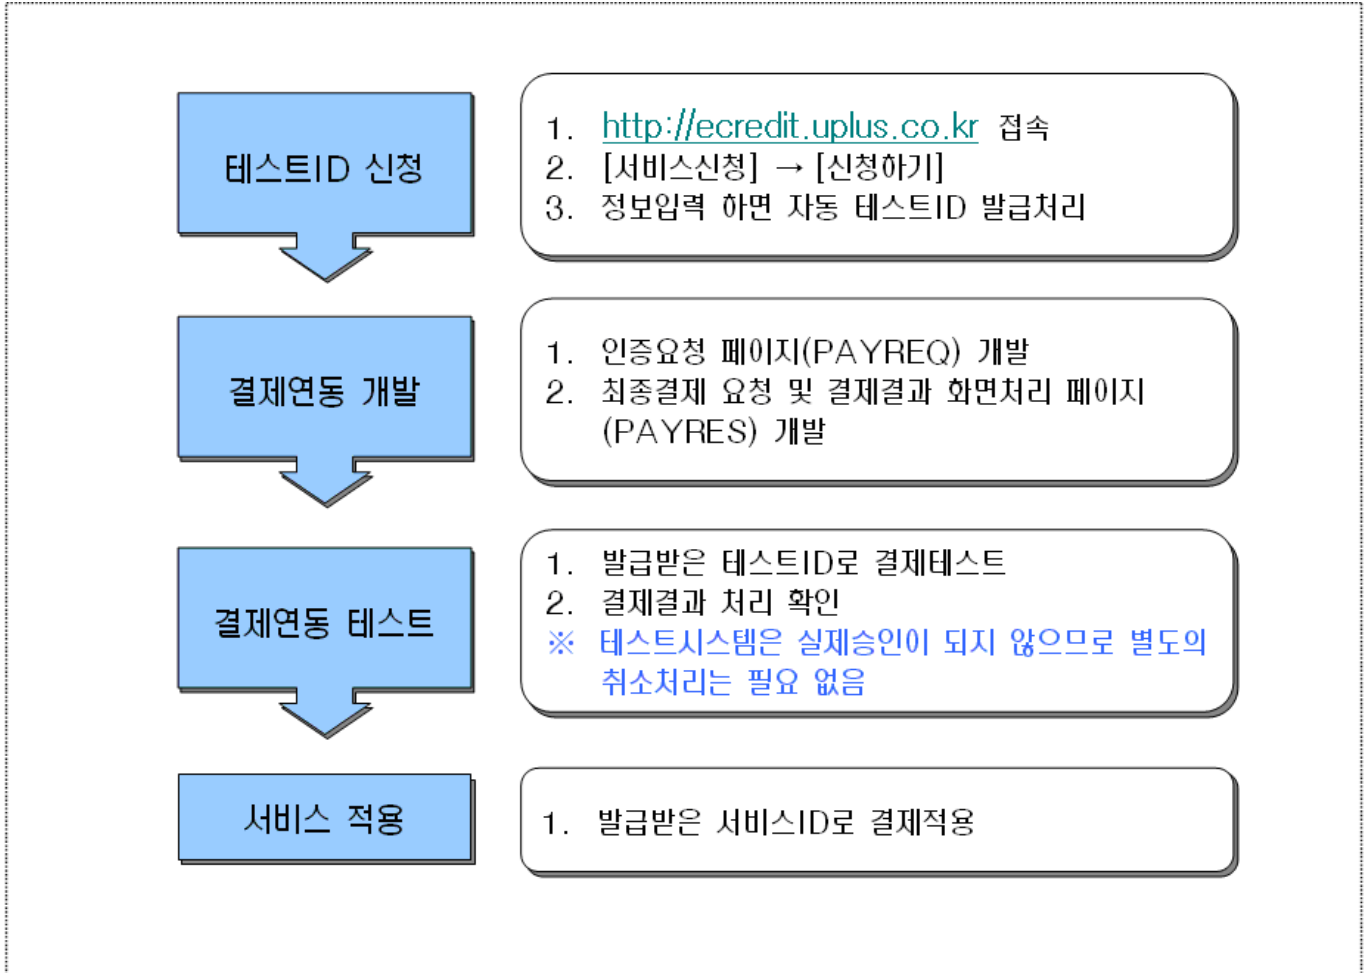 테스트ID 신청
1. http://ecredit.uplus.co.kr 접속
2. [서비스신청] → [신청하기]
3. 정보입력 하면 자동 테스트ID 발급처리
결제연동 개발
1. 인증요청 페이지(PAYREQ) 개발
2. 최종결제 요청 및 결제결과 화면처리 페이지
(PAYRES) 개발
결제연동 테스트
1. 발급받은 테스트ID로 결제테스트
2. 결제결과 처리 확인
※ 테스트시스템은 실제승인이 되지 않으므로 별도의
취소처리는 필요 없음
서비스 적용
1. 발급받은 서비스ID로 결제적용